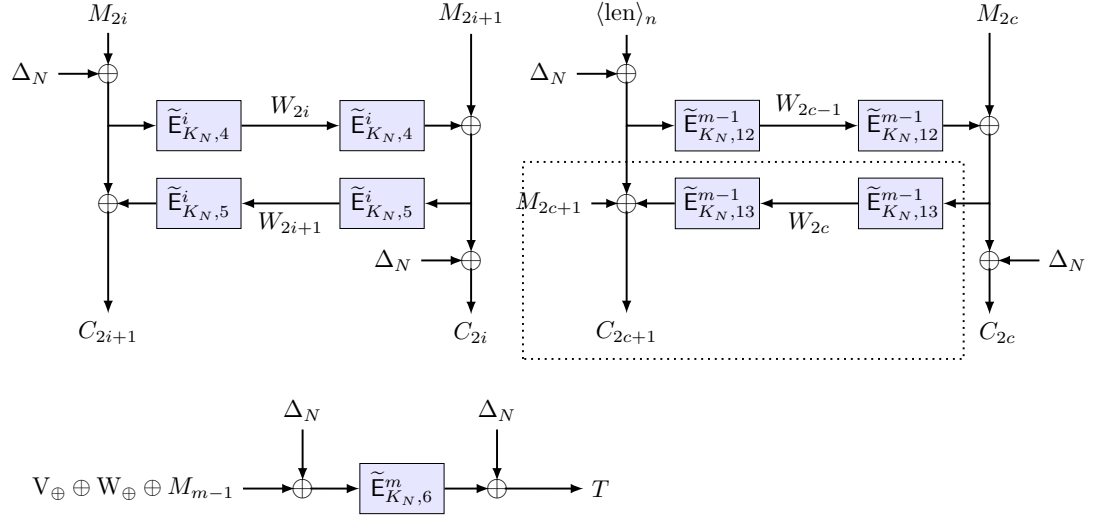 M_{2i} M_{2i+1} ⟨len⟩_n M_{2c}
Δ_N Δ_N
Ẽ^i_{K_N,4} W_{2i} Ẽ^i_{K_N,4} Ẽ^{m−1}_{K_N,12} W_{2c−1} Ẽ^{m−1}_{K_N,12}
Ẽ^i_{K_N,5} W_{2i+1} Ẽ^i_{K_N,5} M_{2c+1} Ẽ^{m−1}_{K_N,13} W_{2c} Ẽ^{m−1}_{K_N,13}
Δ_N Δ_N
C_{2i+1} C_{2i} C_{2c+1} C_{2c}
Δ_N Δ_N
V_⊕ ⊕ W_⊕ ⊕ M_{m−1} Ẽ^m_{K_N,6} T